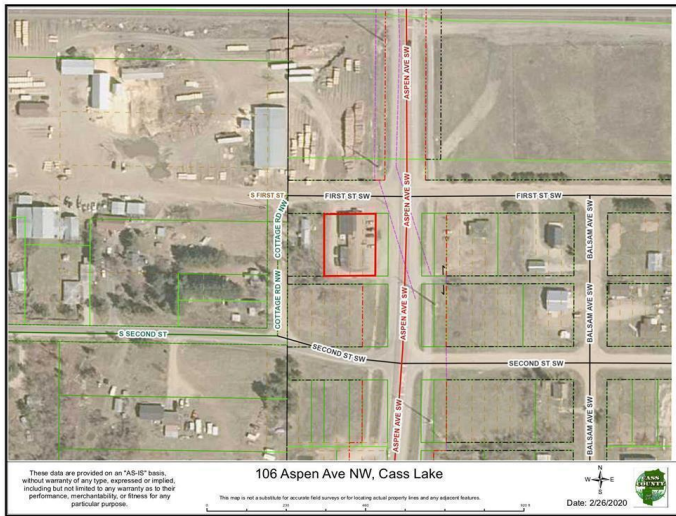 ASPEN AVE SW
S FIRST ST
FIRST ST SW
FIRST ST SW
ASPEN AVE SW
COTTAGE RD NW
BALSAM AVE SW
ASPEN AVE SW
COTTAGE RD NW
BALSAM AVE SW
S SECOND ST
SECOND ST SW
SECOND ST SW
ASPEN AVE SW
BALSAM AVE SW
These data are provided on an "AS-IS" basis,
without warranty of any type, expressed or implied,
including but not limited to any warranty as to their
performance, merchantability, or fitness for any
particular purpose.
106 Aspen Ave NW, Cass Lake
This map is not a substitute for accurate field surveys or for locating actual property lines and any adjacent features.
N
W
E
S
CASS
COUNTY
Date: 2/26/2020